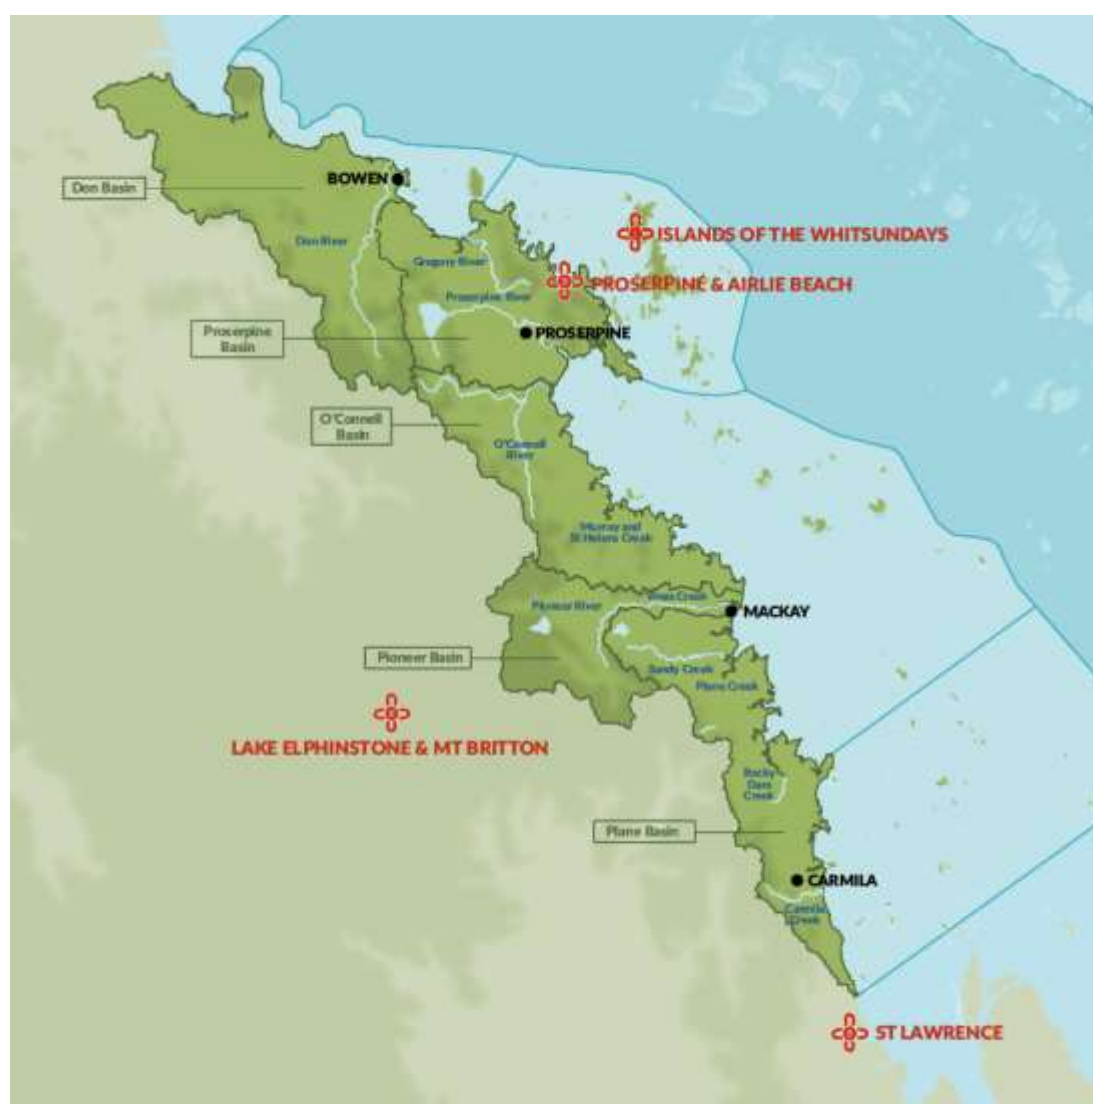 BOWEN
Don Basin
ISLANDS OF THE WHITSUNDAYS
Don River
Gregory River
PROSERPINE & AIRLIE BEACH
Proserpine River
Proserpine
Basin
PROSERPINE
O'Connell
Basin
O'Connell
River
Murray and
St Helens Creek
Vines Creek
Pioneer River
MACKAY
Pioneer Basin
Sandy Creek
Plane Creek
LAKE ELPHINSTONE & MT BRITTON
Rocky
Dam
Creek
Plane Basin
CARMILA
Carmila
Creek
ST LAWRENCE